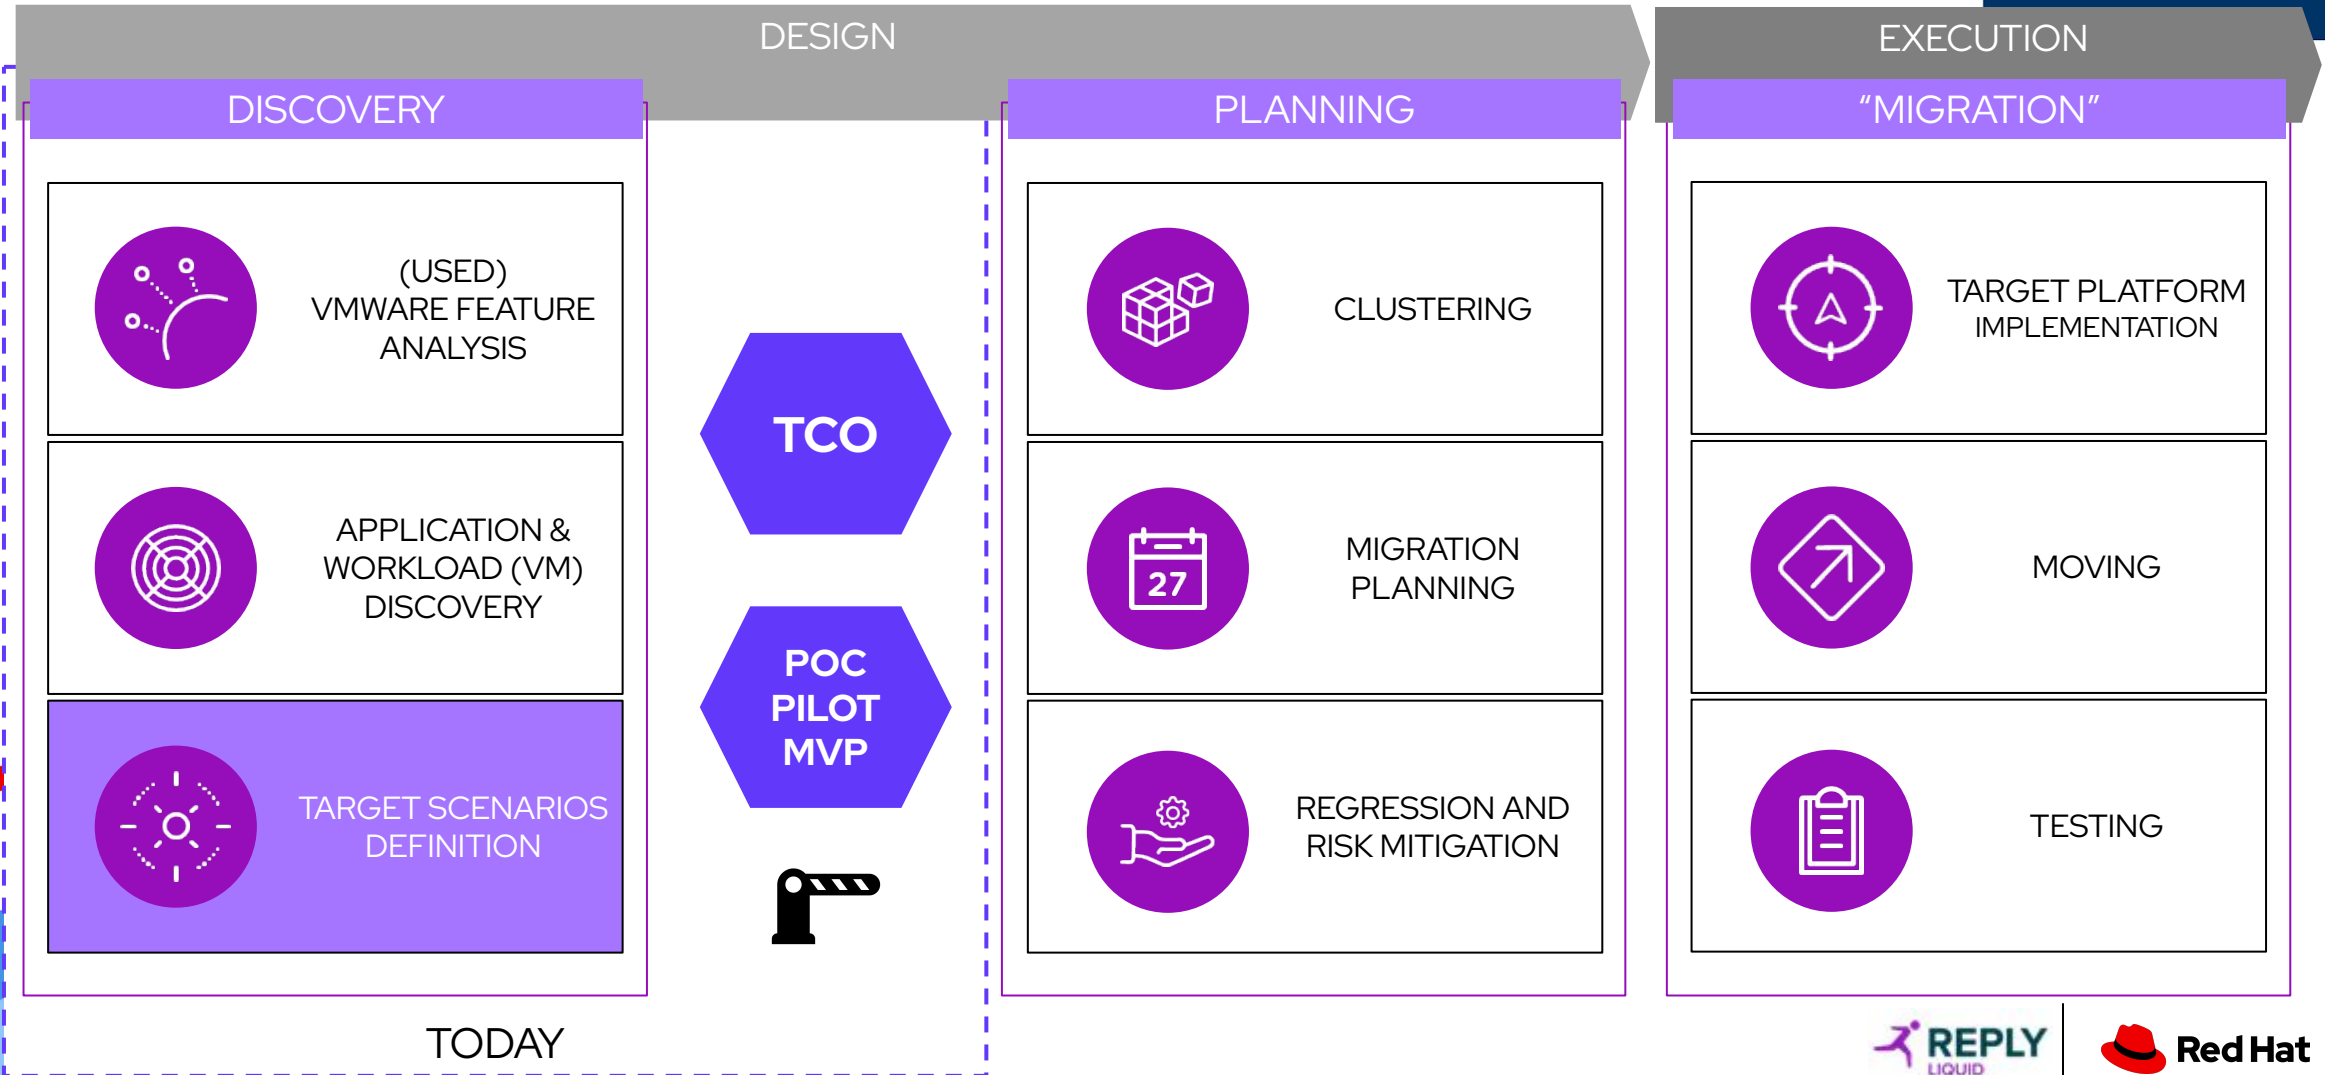 DESIGN
EXECUTION
DISCOVERY
(USED)
VMWARE FEATURE
ANALYSIS
APPLICATION &
WORKLOAD (VM)
DISCOVERY
TARGET SCENARIOS
DEFINITION
TCO
POC
PILOT
MVP
TODAY
PLANNING
CLUSTERING
27
MIGRATION
PLANNING
REGRESSION AND
RISK MITIGATION
“MIGRATION”
TARGET PLATFORM
IMPLEMENTATION
MOVING
TESTING
REPLY
LIQUID
Red Hat